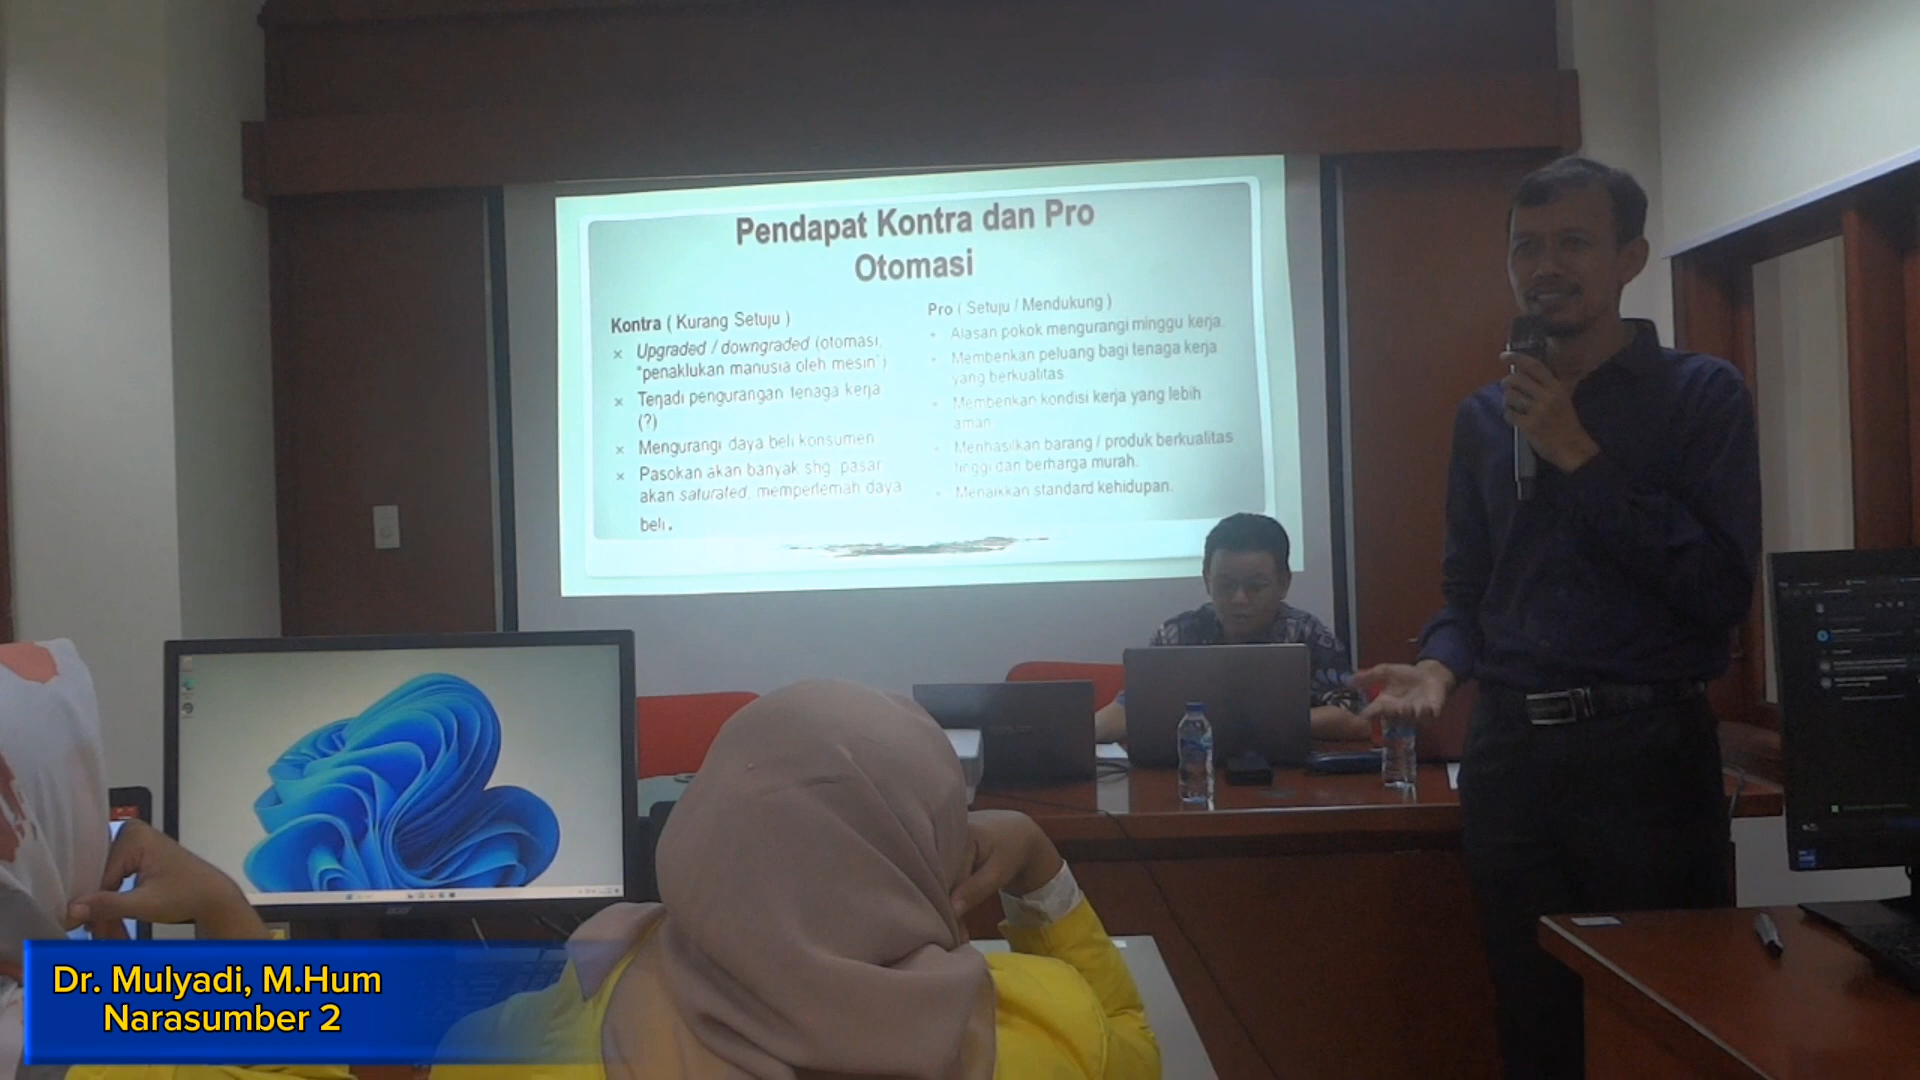 Pendapat Kontra dan Pro
Otomasi
Kontra ( Kurang Setuju )
Upgraded / downgraded (otomasi,
"penaklukan manusia oleh mesin")
Terjadi pengurangan tenaga kerja
(?)
Mengurangi daya beli konsumen
Pasokan akan banyak shg. pasar
akan saturated, memperlemah daya
beli.
Pro ( Setuju / Mendukung )
Alasan pokok mengurangi minggu kerja.
Memberikan peluang bagi tenaga kerja
yang berkualitas
Memberikan kondisi kerja yang lebih
aman
Menhasilkan barang / produk berkualitas
tinggi dan berharga murah.
Menaikkan standard kehidupan.
acer
Dr. Mulyadi, M.Hum
Narasumber 2